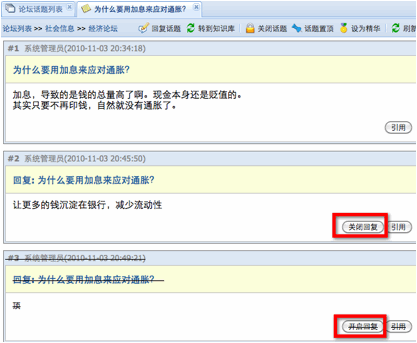 论坛话题列表 为什么要用加息来应对通胀?
论坛列表 >> 社会信息 >> 经济论坛 回复话题 转到知识库 关闭话题 话题置顶 设为精华 刷新
#1 系统管理员(2010-11-03 20:34:18)
为什么要用加息来应对通胀?
加息，导致的是钱的总量高了啊。现金本身还是贬值的。
其实只要不再印钱，自然就没有通胀了。
引用
#2 系统管理员(2010-11-03 20:45:50)
回复: 为什么要用加息来应对通胀?
让更多的钱沉淀在银行，减少流动性
关闭回复 引用
#3 系统管理员(2010-11-03 20:49:21)
回复: 为什么要用加息来应对通胀?
顶
开启回复 引用